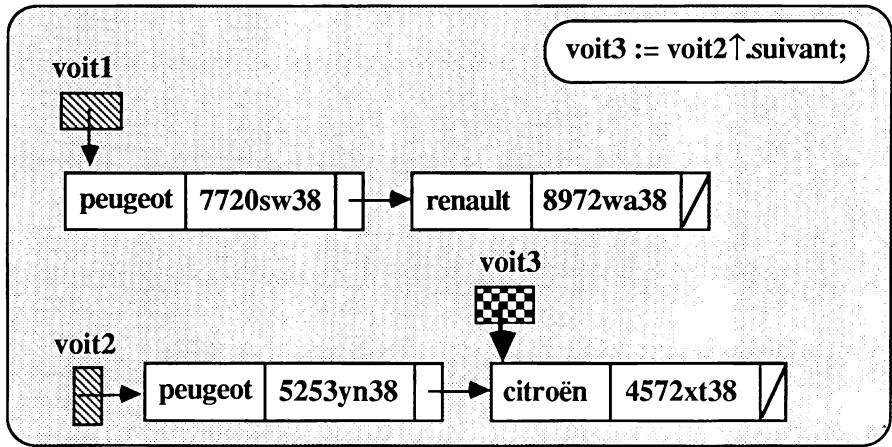 voit3 := voit2↑.suivant;
voit1
peugeot 7720sw38 renault 8972wa38
voit3
voit2
peugeot 5253yn38 citroën 4572xt38